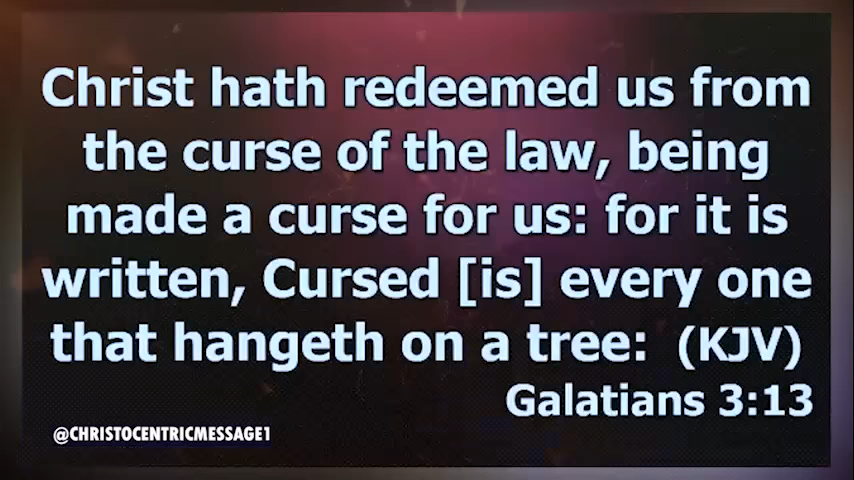 Christ hath redeemed us from
the curse of the law, being
made a curse for us: for it is
written, Cursed [is] every one
that hangeth on a tree: (KJV)
Galatians 3:13
@CHRISTOCENTRICMESSAGE1